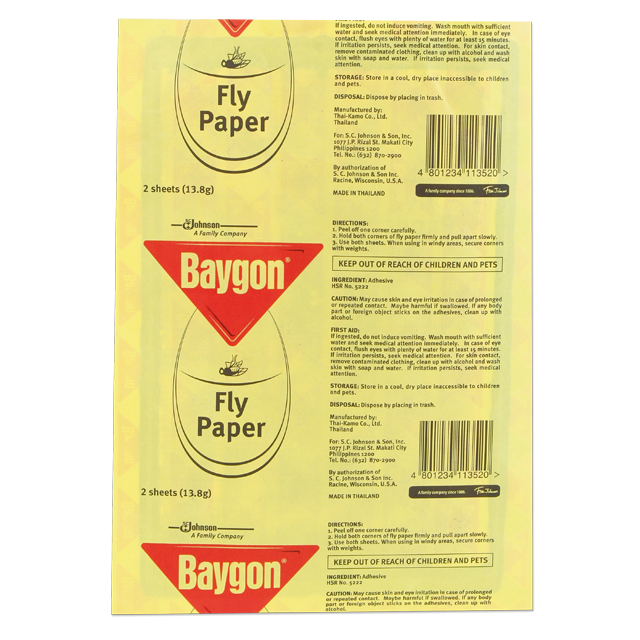 Fly
Paper
2 sheets (13.8g)
If ingested, do not induce vomiting. Wash mouth with sufficient
water and seek medical attention immediately. In case of eye
contact, flush eyes with plenty of water for at least 15 minutes.
If irritation persists, seek medical attention. For skin contact,
remove contaminated clothing, clean up with alcohol and wash
skin with soap and water. If irritation persists, seek medical
attention.
STORAGE: Store in a cool, dry place inaccessible to children
and pets.
DISPOSAL: Dispose by placing in trash.
Manufactured by:
Thai-Kamo Co., Ltd.
Thailand
For: S.C. Johnson & Son, Inc.
1077 J.P. Rizal St. Makati City
Philippines 1200
Tel. No.: (632) 870-2900
By authorization of
S. C. Johnson & Son, Inc.
Racine, Wisconsin, U.S.A.
MADE IN THAILAND
4 801234 113520 >
A family company since 1886.
Johnson
A Family Company
Baygon®
Fly
Paper
2 sheets (13.8g)
DIRECTIONS:
1. Peel off one corner carefully.
2. Hold both corners of fly paper firmly and pull apart slowly.
3. Use both sheets. When using in windy areas, secure corners
with weights.
KEEP OUT OF REACH OF CHILDREN AND PETS
INGREDIENT: Adhesive
HSR No. 5222
CAUTION: May cause skin and eye irritation in case of prolonged
or repeated contact. Maybe harmful if swallowed. If any body
part or foreign object sticks on the adhesives, clean up with
alcohol.
FIRST AID:
If ingested, do not induce vomiting. Wash mouth with sufficient
water and seek medical attention immediately. In case of eye
contact, flush eyes with plenty of water for at least 15 minutes.
If irritation persists, seek medical attention. For skin contact,
remove contaminated clothing, clean up with alcohol and wash
skin with soap and water. If irritation persists, seek medical
attention.
STORAGE: Store in a cool, dry place inaccessible to children
and pets.
DISPOSAL: Dispose by placing in trash.
Manufactured by:
Thai-Kamo Co., Ltd.
Thailand
For: S.C. Johnson & Son, Inc.
1077 J.P. Rizal St. Makati City
Philippines 1200
Tel. No.: (632) 870-2900
By authorization of
S. C. Johnson & Son, Inc.
Racine, Wisconsin, U.S.A.
MADE IN THAILAND
4 801234 113520 >
A family company since 1886.
Johnson
A Family Company
Baygon®
DIRECTIONS:
1. Peel off one corner carefully.
2. Hold both corners of fly paper firmly and pull apart slowly.
3. Use both sheets. When using in windy areas, secure corners
with weights.
KEEP OUT OF REACH OF CHILDREN AND PETS
INGREDIENT: Adhesive
HSR No. 5222
CAUTION: May cause skin and eye irritation in case of prolonged
or repeated contact. Maybe harmful if swallowed. If any body
part or foreign object sticks on the adhesives, clean up with
alcohol.